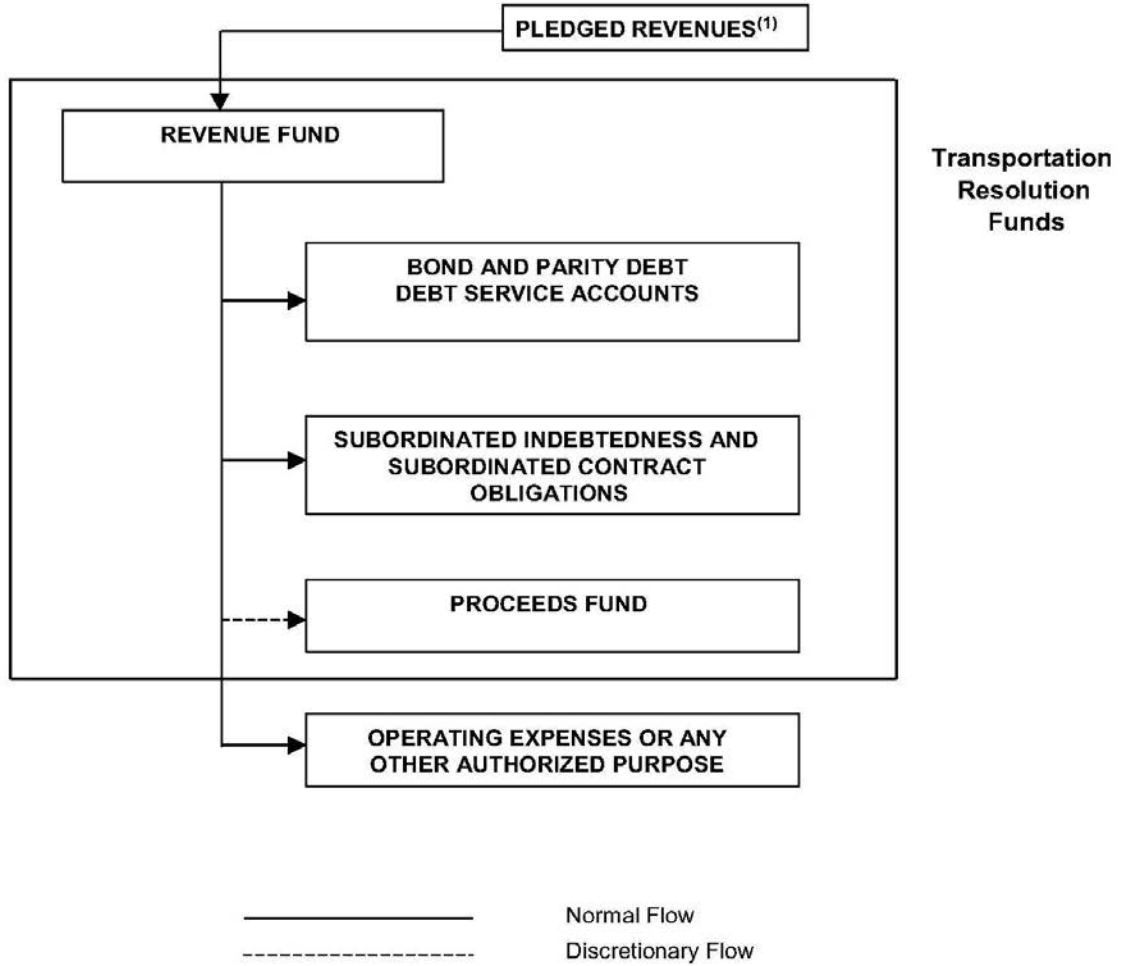 PLEDGED REVENUES(1)
REVENUE FUND
Transportation
Resolution
Funds
BOND AND PARITY DEBT
DEBT SERVICE ACCOUNTS
SUBORDINATED INDEBTEDNESS AND
SUBORDINATED CONTRACT
OBLIGATIONS
PROCEEDS FUND
OPERATING EXPENSES OR ANY
OTHER AUTHORIZED PURPOSE
Normal Flow
Discretionary Flow